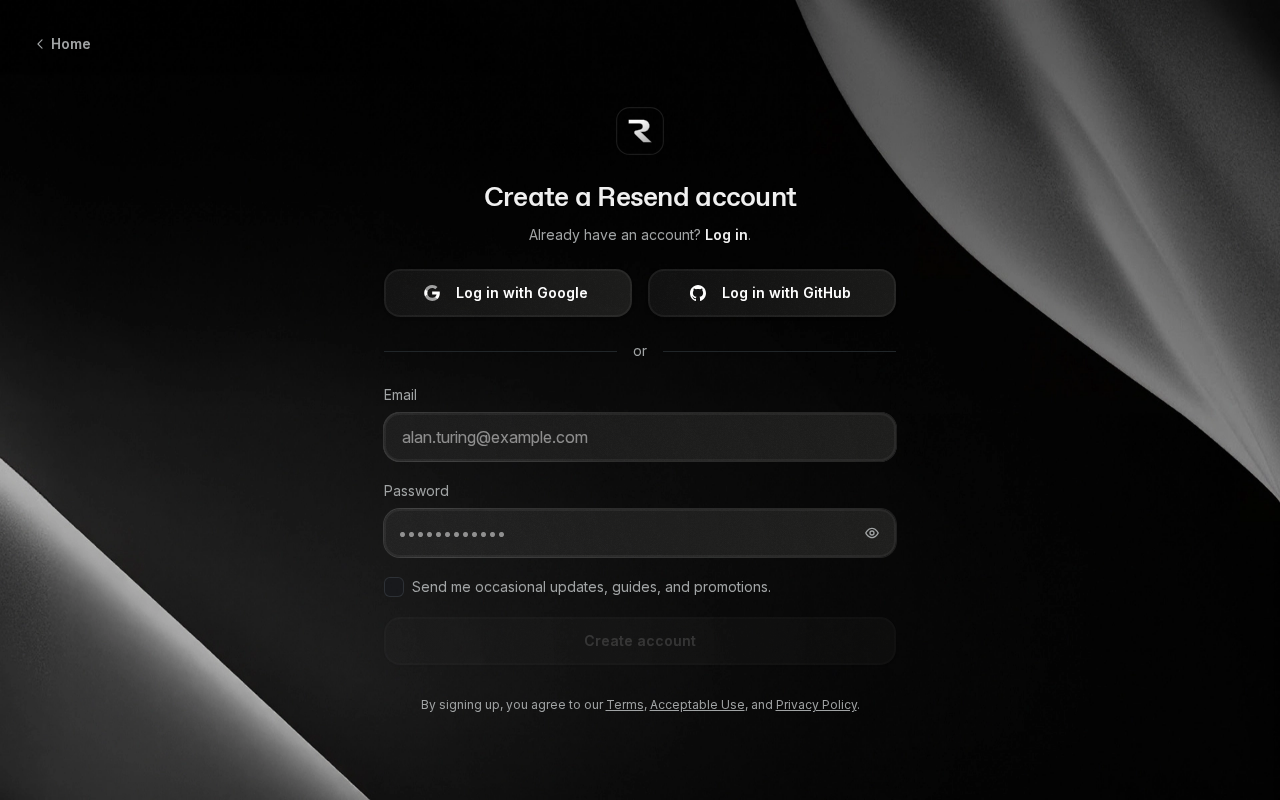 Home
Create a Resend account
Already have an account? Log in.
Log in with Google
Log in with GitHub
or
Email
alan.turing@example.com
Password
••••••••••••
Send me occasional updates, guides, and promotions.
Create account
By signing up, you agree to our Terms, Acceptable Use, and Privacy Policy.